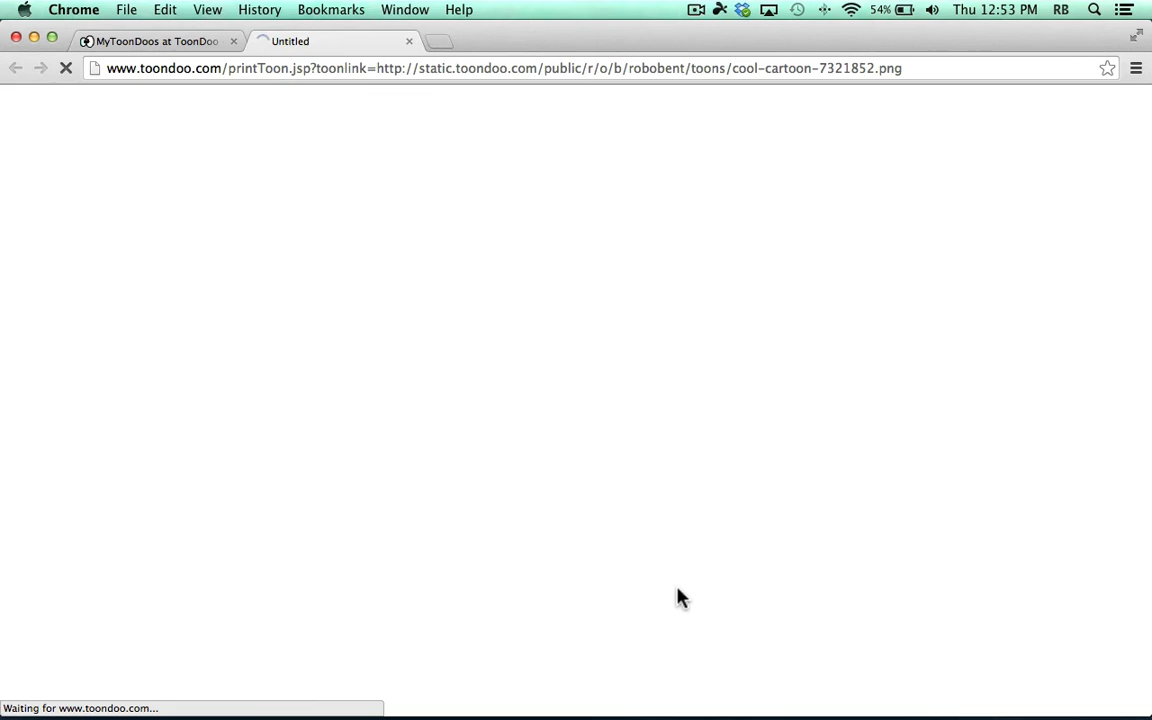 Chrome File Edit View History Bookmarks Window Help 54% Thu 12:53 PM RB
MyToonDoos at ToonDoo Untitled
www.toondoo.com/printToon.jsp?toonlink=http://static.toondoo.com/public/r/o/b/robobent/toons/cool-cartoon-7321852.png
Waiting for www.toondoo.com...